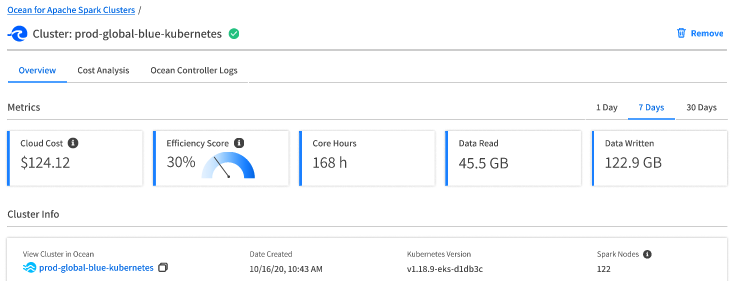 Ocean for Apache Spark Clusters /
Cluster: prod-global-blue-kubernetes
Remove
Overview Cost Analysis Ocean Controller Logs
Metrics
1 Day 7 Days 30 Days
Cloud Cost
$124.12
Efficiency Score
30%
Core Hours
168 h
Data Read
45.5 GB
Data Written
122.9 GB
Cluster Info
View Cluster in Ocean
prod-global-blue-kubernetes
Date Created
10/16/20, 10:43 AM
Kubernetes Version
v1.18.9-eks-d1db3c
Spark Nodes
122